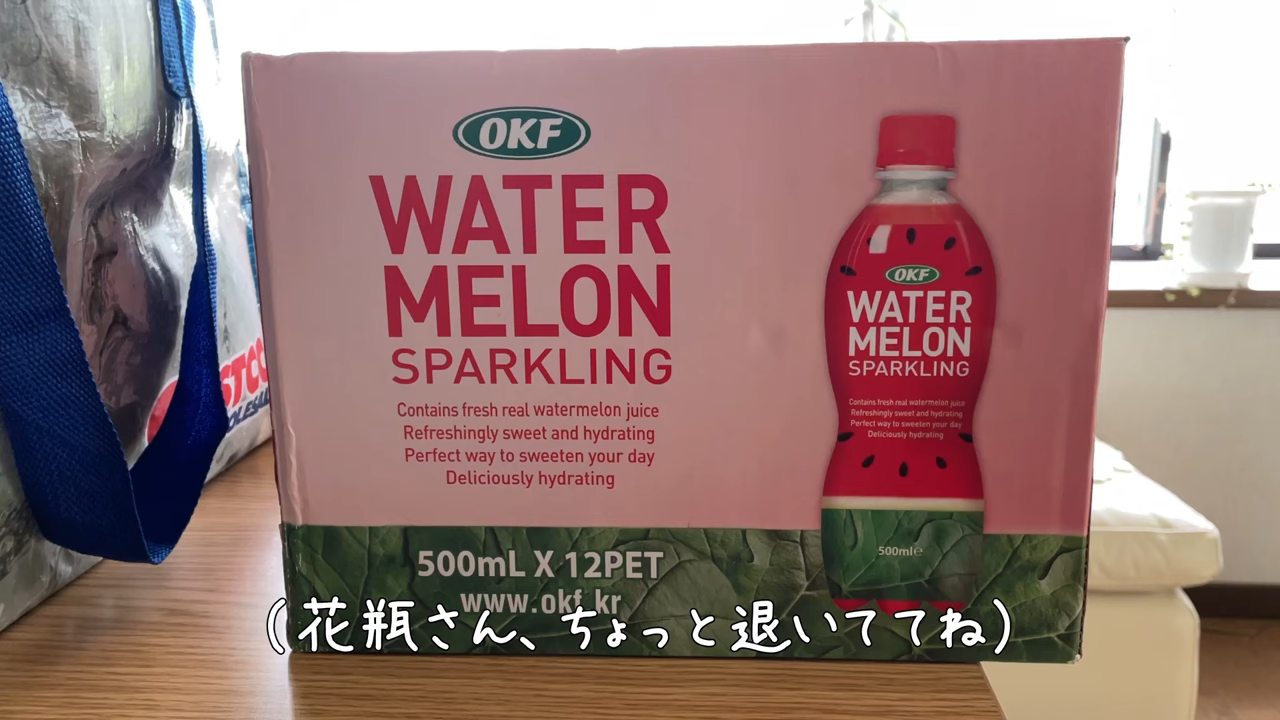 OKF
WATER
MELON
SPARKLING
Contains fresh real watermelon juice
Refreshingly sweet and hydrating
Perfect way to sweeten your day
Deliciously hydrating
500mL X 12PET
www.okf.kr
OKF
WATER
MELON
SPARKLING
Contains fresh real watermelon juice
Refreshingly sweet and hydrating
Perfect way to sweeten your day
Deliciously hydrating
500ml℮
(花瓶さん、ちょっと退いててね)